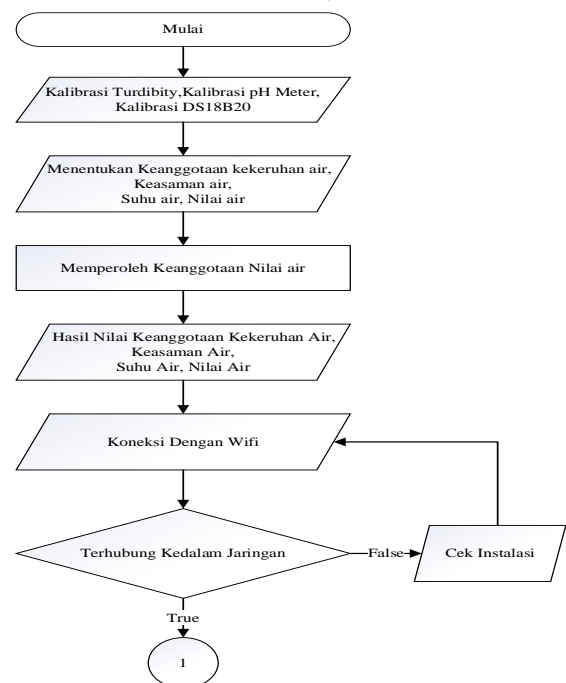 Mulai
Kalibrasi Turdibity,Kalibrasi pH Meter,
Kalibrasi DS18B20
Menentukan Keanggotaan kekeruhan air,
Keasaman air,
Suhu air, Nilai air
Memperoleh Keanggotaan Nilai air
Hasil Nilai Keanggotaan Kekeruhan Air,
Keasaman Air,
Suhu Air, Nilai Air
Koneksi Dengan Wifi
Terhubung Kedalam Jaringan
False
Cek Instalasi
True
1